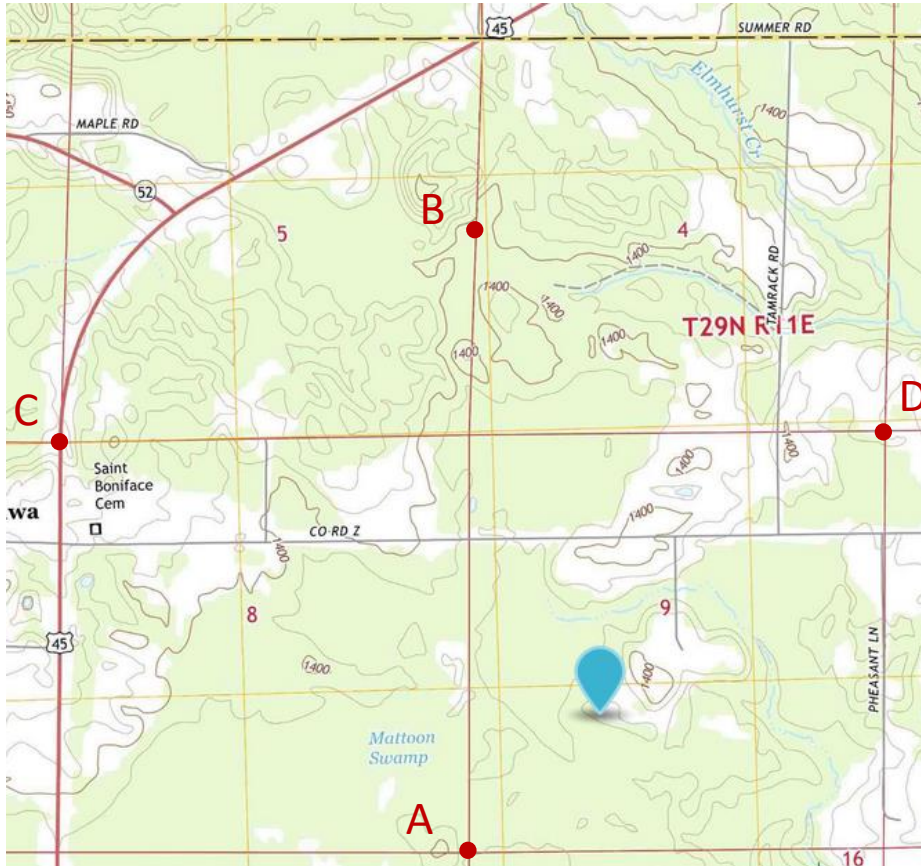 45
SUMMER RD
Elmhurst Cr
1400
MAPLE RD
52
B
5
4
1400
1400
1400
TAMRACK RD
T29N R11E
1400
1400
C
D
1400
1400
Saint
Boniface
Cem
wa
1400
CO RD Z
1400
9
8
45
PHEASANT LN
1400
1400
Mattoon
Swamp
A
16